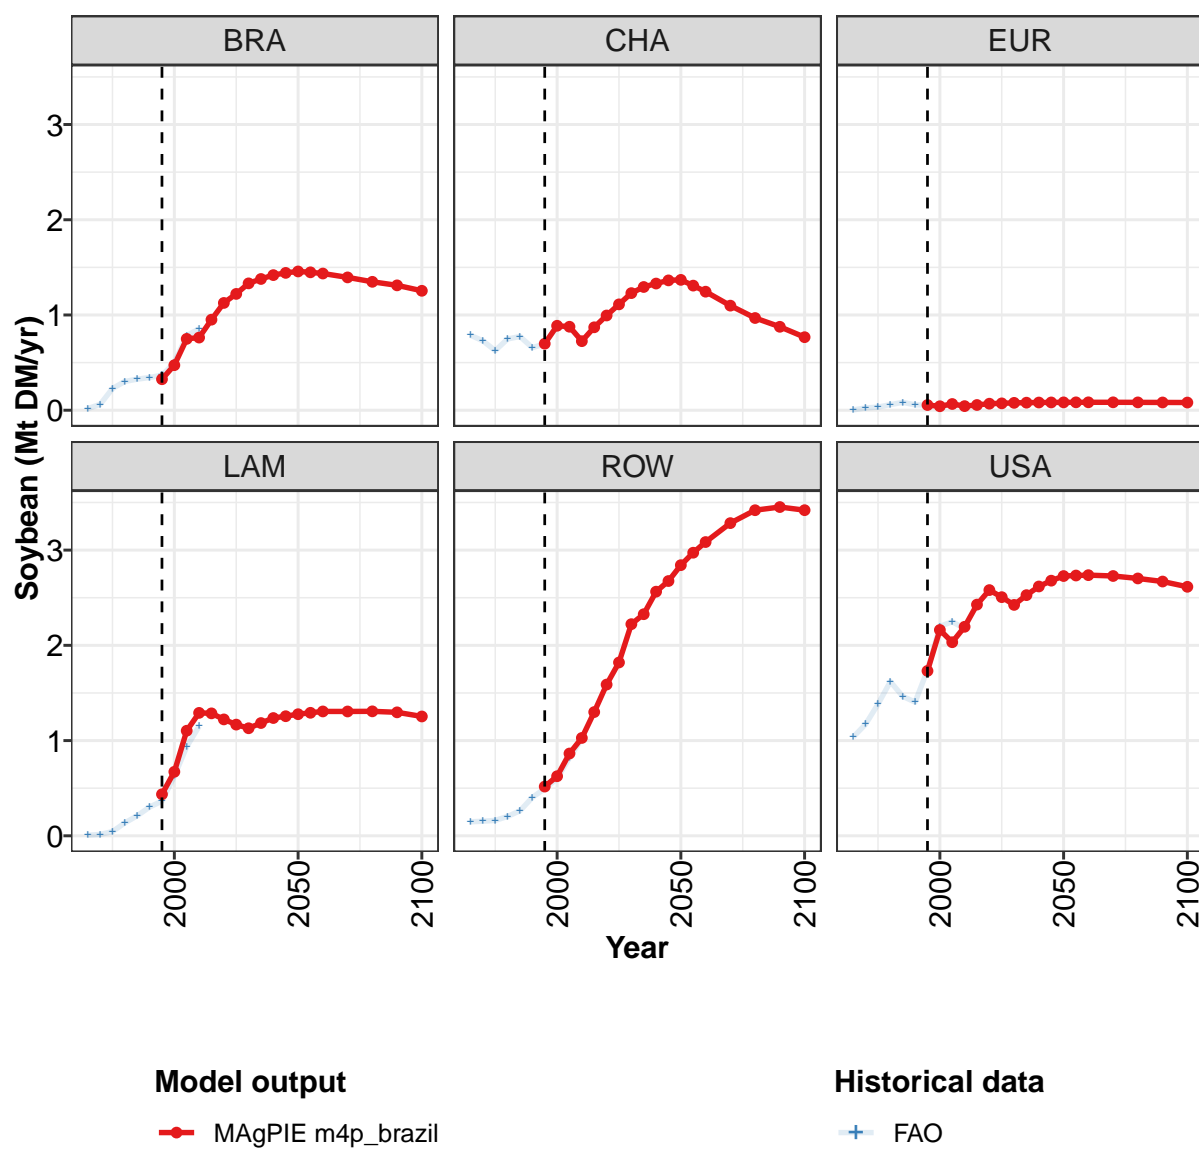 BRA
CHA
EUR
3
2
1
0
LAM
ROW
USA
3
2
1
0
Soybean (Mt DM/yr)
2000
2050
2100
2000
2050
2100
2000
2050
2100
Year
Model output
Historical data
MAgPIE m4p_brazil
FAO